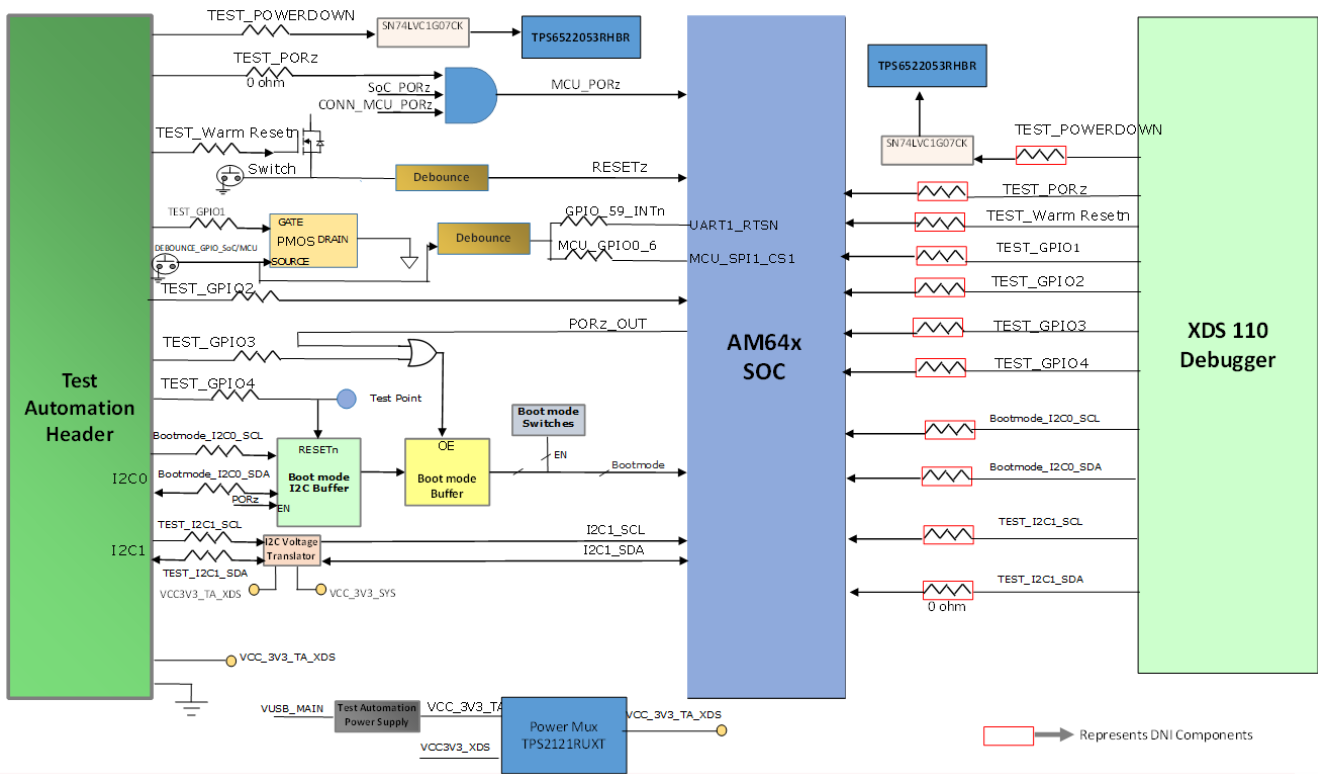 TEST_POWERDOWN
SN74LVC1G07CK
TPS6522053RHBR
TEST_PORz
0 ohm
SoC_PORz
CONN_MCU_PORz
MCU_PORz
TEST_Warm Resetn
Switch
Debounce
RESETz
TEST_GPIO1
GATE
PMOS
DRAIN
SOURCE
DEBOUNCE_GPIO_SoC/MCU
Debounce
GPIO_59_INTn
MCU_GPIO0_6
UART1_RTSN
MCU_SPI1_CS1
TEST_GPIO2
PORz_OUT
TEST_GPIO3
TEST_GPIO4
Test Point
Test
Automation
Header
Bootmode_I2C0_SCL
I2C0
Bootmode_I2C0_SDA
PORz
RESETn
Boot mode
I2C Buffer
EN
OE
Boot mode
Buffer
Boot mode
Switches
EN
Bootmode
I2C1
TEST_I2C1_SCL
TEST_I2C1_SDA
I2C Voltage
Translator
I2C1_SCL
I2C1_SDA
VCC3V3_TA_XDS
VCC_3V3_SYS
VCC_3V3_TA_XDS
VUSB_MAIN
Test Automation
Power Supply
VCC_3V3_TA
VCC3V3_XDS
Power Mux
TPS2121RUXT
VCC_3V3_TA_XDS
AM64x
SOC
TPS6522053RHBR
SN74LVC1G07CK
TEST_POWERDOWN
TEST_PORz
TEST_Warm Resetn
TEST_GPIO1
TEST_GPIO2
TEST_GPIO3
TEST_GPIO4
Bootmode_I2C0_SCL
Bootmode_I2C0_SDA
TEST_I2C1_SCL
TEST_I2C1_SDA
0 ohm
XDS 110
Debugger
Represents DNI Components